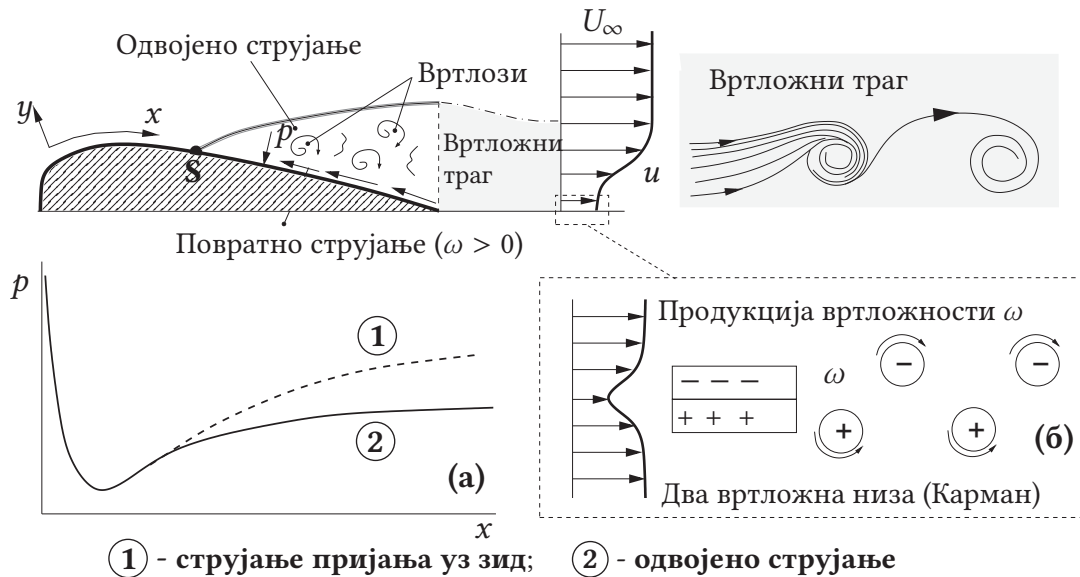 U∞
Одвојено струјање
Вртлози
Вртложни траг
y
x
p
S
Вртложни
траг
u
Повратно струјање (ω > 0)
p
1
2
(а)
x
Продукција вртложности ω
− − −
+ + +
ω
−
−
+
+
(б)
Два вртложна низа (Карман)
1 - струјање пријања уз зид; 2 - одвојено струјање